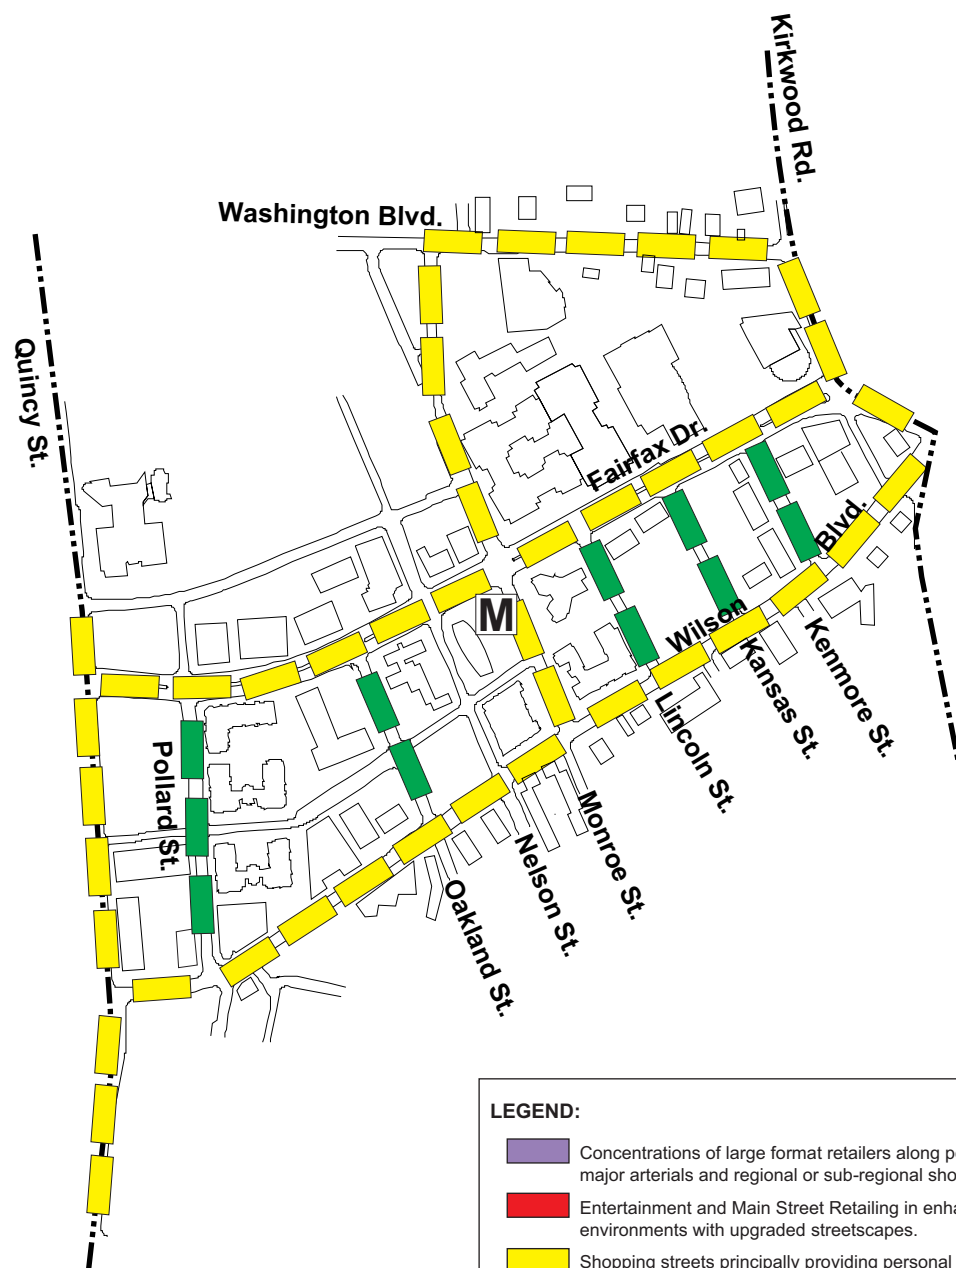 Kirkwood Rd.
Washington Blvd.
Quincy St.
Fairfax Dr.
Blvd.
M
Wilson
Kenmore St.
Kansas St.
Lincoln St.
Pollard St.
Monroe St.
Nelson St.
Oakland St.
LEGEND:
Concentrations of large format retailers along
major arterials and regional or sub-regional
Entertainment and Main Street Retailing in
environments with upgraded streetscapes.
Shopping streets principally providing personal